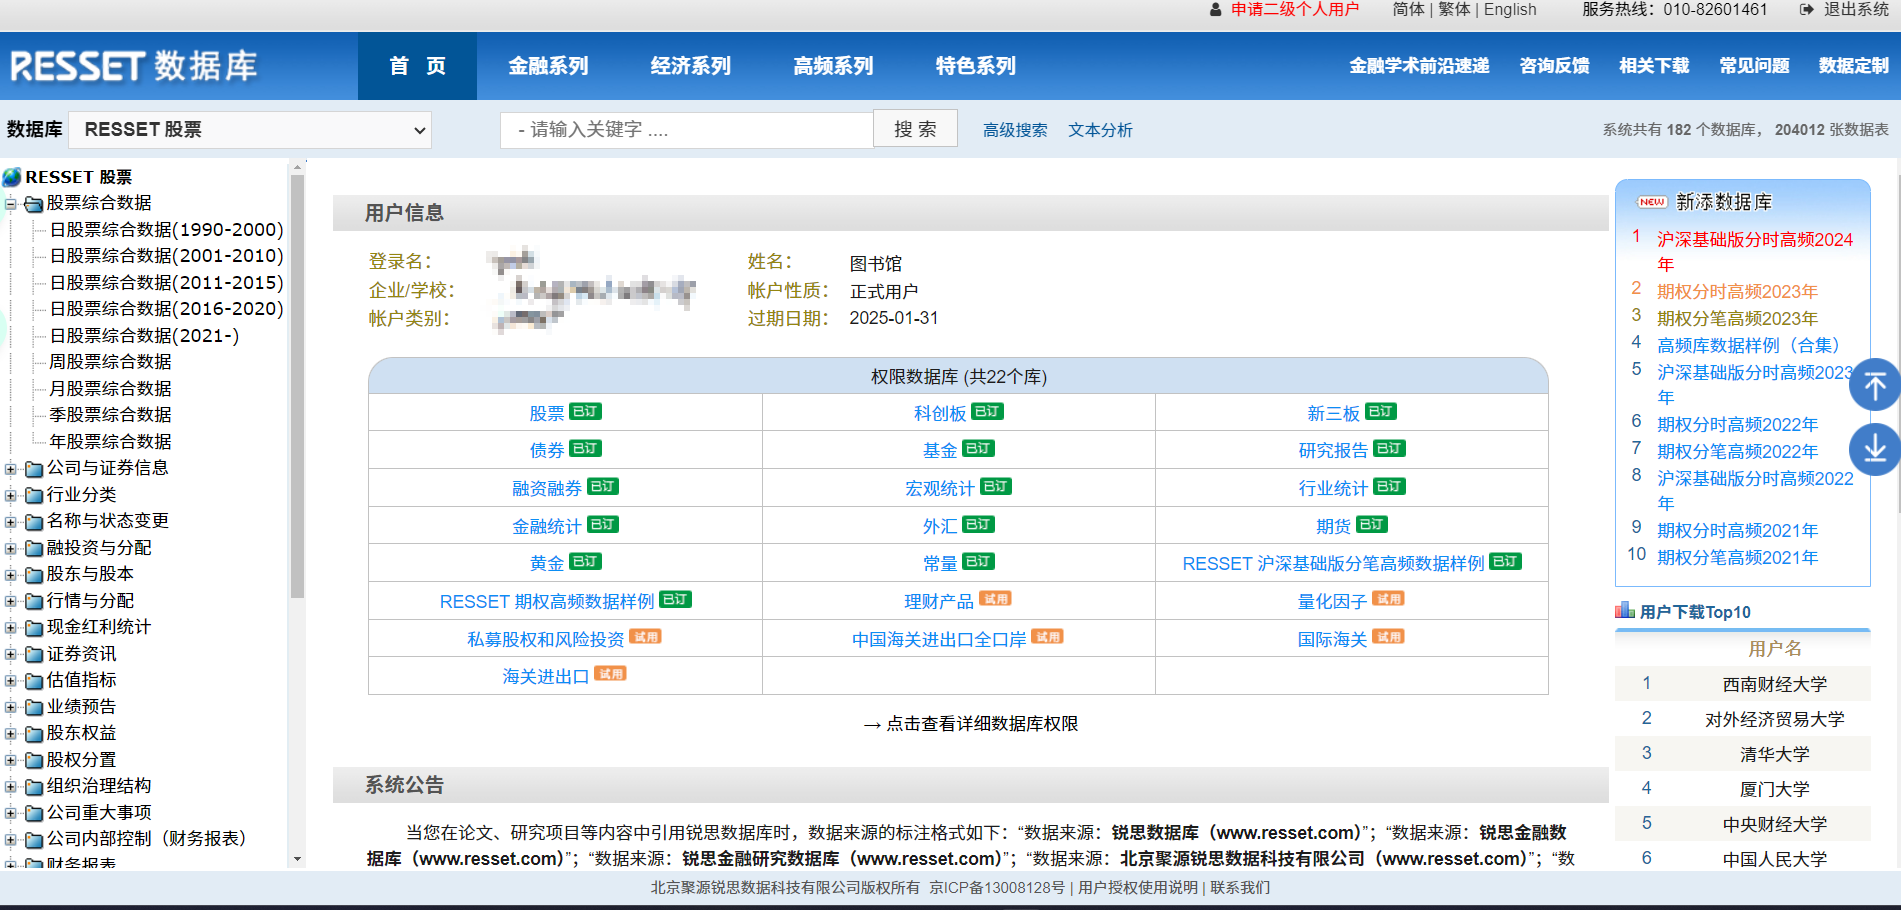 申请二级个人用户 简体 | 繁体 | English 服务热线：010-82601461 退出系统
RESSET 数据库 首 页 金融系列 经济系列 高频系列 特色系列 金融学术前沿速递 咨询反馈 相关下载 常见问题 数据定制
数据库 RESSET 股票 - 请输入关键字 .... 搜 索 高级搜索 文本分析 系统共有 182 个数据库， 204012 张数据表
RESSET 股票
股票综合数据
日股票综合数据(1990-2000)
日股票综合数据(2001-2010)
日股票综合数据(2011-2015)
日股票综合数据(2016-2020)
日股票综合数据(2021-)
周股票综合数据
月股票综合数据
季股票综合数据
年股票综合数据
公司与证券信息
行业分类
名称与状态变更
融投资与分配
股东与股本
行情与分配
现金红利统计
证券资讯
估值指标
业绩预告
股东权益
股权分置
组织治理结构
公司重大事项
公司内部控制（财务报表）
财务报表
用户信息
登录名： 姓名： 图书馆
企业/学校： 帐户性质： 正式用户
帐户类别： 过期日期： 2025-01-31
权限数据库 (共22个库)
股票 已订 科创板 已订 新三板 已订
债券 已订 基金 已订 研究报告 已订
融资融券 已订 宏观统计 已订 行业统计 已订
金融统计 已订 外汇 已订 期货 已订
黄金 已订 常量 已订 RESSET 沪深基础版分笔高频数据样例 已订
RESSET 期权高频数据样例 已订 理财产品 试用 量化因子 试用
私募股权和风险投资 试用 中国海关进出口全口岸 试用 国际海关 试用
海关进出口 试用
→ 点击查看详细数据库权限
系统公告
当您在论文、研究项目等内容中引用锐思数据库时，数据来源的标注格式如下：“数据来源：锐思数据库（www.resset.com）”；“数据来源：锐思金融数
据库（www.resset.com）”；“数据来源：锐思金融研究数据库（www.resset.com）”；“数据来源：北京聚源锐思数据科技有限公司（www.resset.com）”；“数
NEW 新添数据库
1 沪深基础版分时高频2024
年
2 期权分时高频2023年
3 期权分笔高频2023年
4 高频库数据样例（合集）
5 沪深基础版分时高频2023
年
6 期权分时高频2022年
7 期权分笔高频2022年
8 沪深基础版分时高频2022
年
9 期权分时高频2021年
10 期权分笔高频2021年
用户下载Top10
用户名
1 西南财经大学
2 对外经济贸易大学
3 清华大学
4 厦门大学
5 中央财经大学
6 中国人民大学
北京聚源锐思数据科技有限公司版权所有 京ICP备13008128号 | 用户授权使用说明 | 联系我们